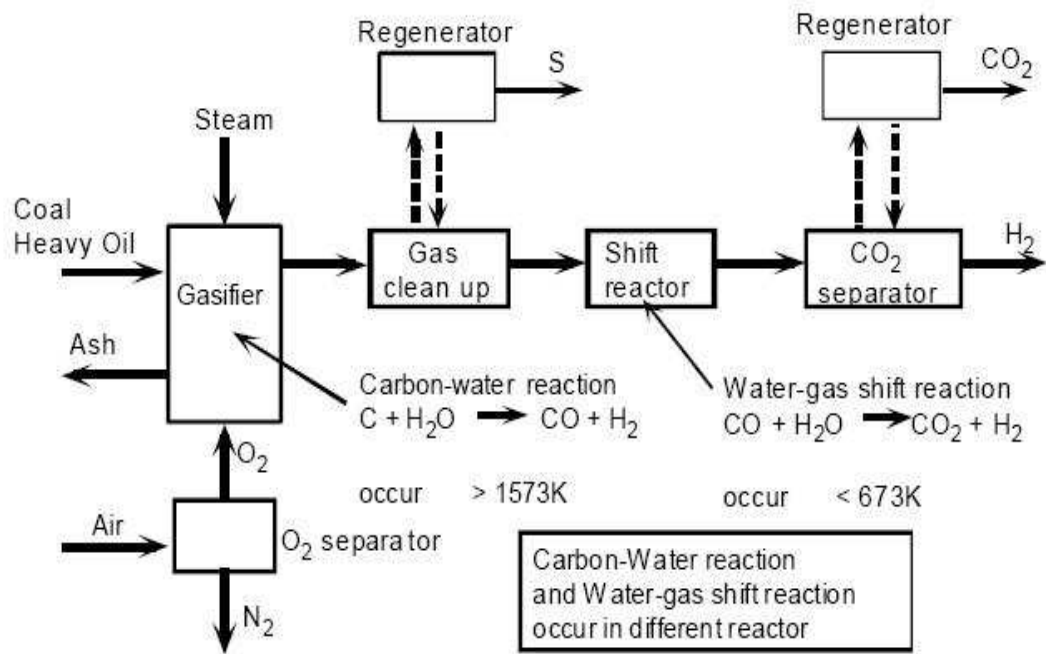 Regenerator
S
Regenerator
CO₂
Steam
Coal
Heavy Oil
Gasifier
Gas
clean up
Shift
reactor
CO₂
separator
H₂
Ash
Carbon-water reaction
C + H₂O → CO + H₂
Water-gas shift reaction
CO + H₂O → CO₂ + H₂
O₂
occur > 1573K
occur < 673K
Air
O₂ separator
N₂
Carbon-Water reaction
and Water-gas shift reaction
occur in different reactor